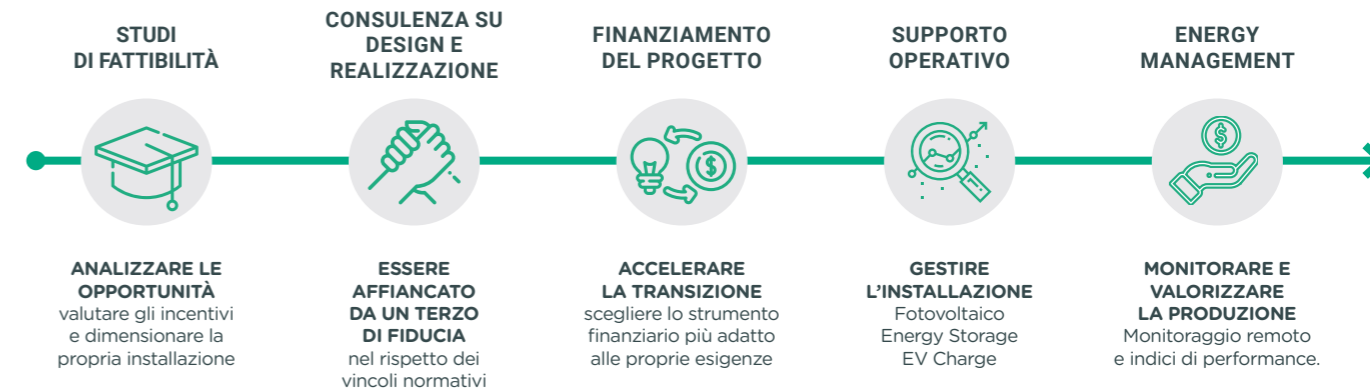 STUDI
DI FATTIBILITÀ
CONSULENZA SU
DESIGN E
REALIZZAZIONE
FINANZIAMENTO
DEL PROGETTO
SUPPORTO
OPERATIVO
ENERGY
MANAGEMENT
ANALIZZARE LE
OPPORTUNITÀ
valutare gli incentivi
e dimensionare la
propria installazione
ESSERE
AFFIANCATO
DA UN TERZO
DI FIDUCIA
nel rispetto dei
vincoli normativi
ACCELERARE
LA TRANSIZIONE
scegliere lo strumento
finanziario più adatto
alle proprie esigenze
GESTIRE
L’INSTALLAZIONE
Fotovoltaico
Energy Storage
EV Charge
MONITORARE E
VALORIZZARE
LA PRODUZIONE
Monitoraggio remoto
e indici di performance.